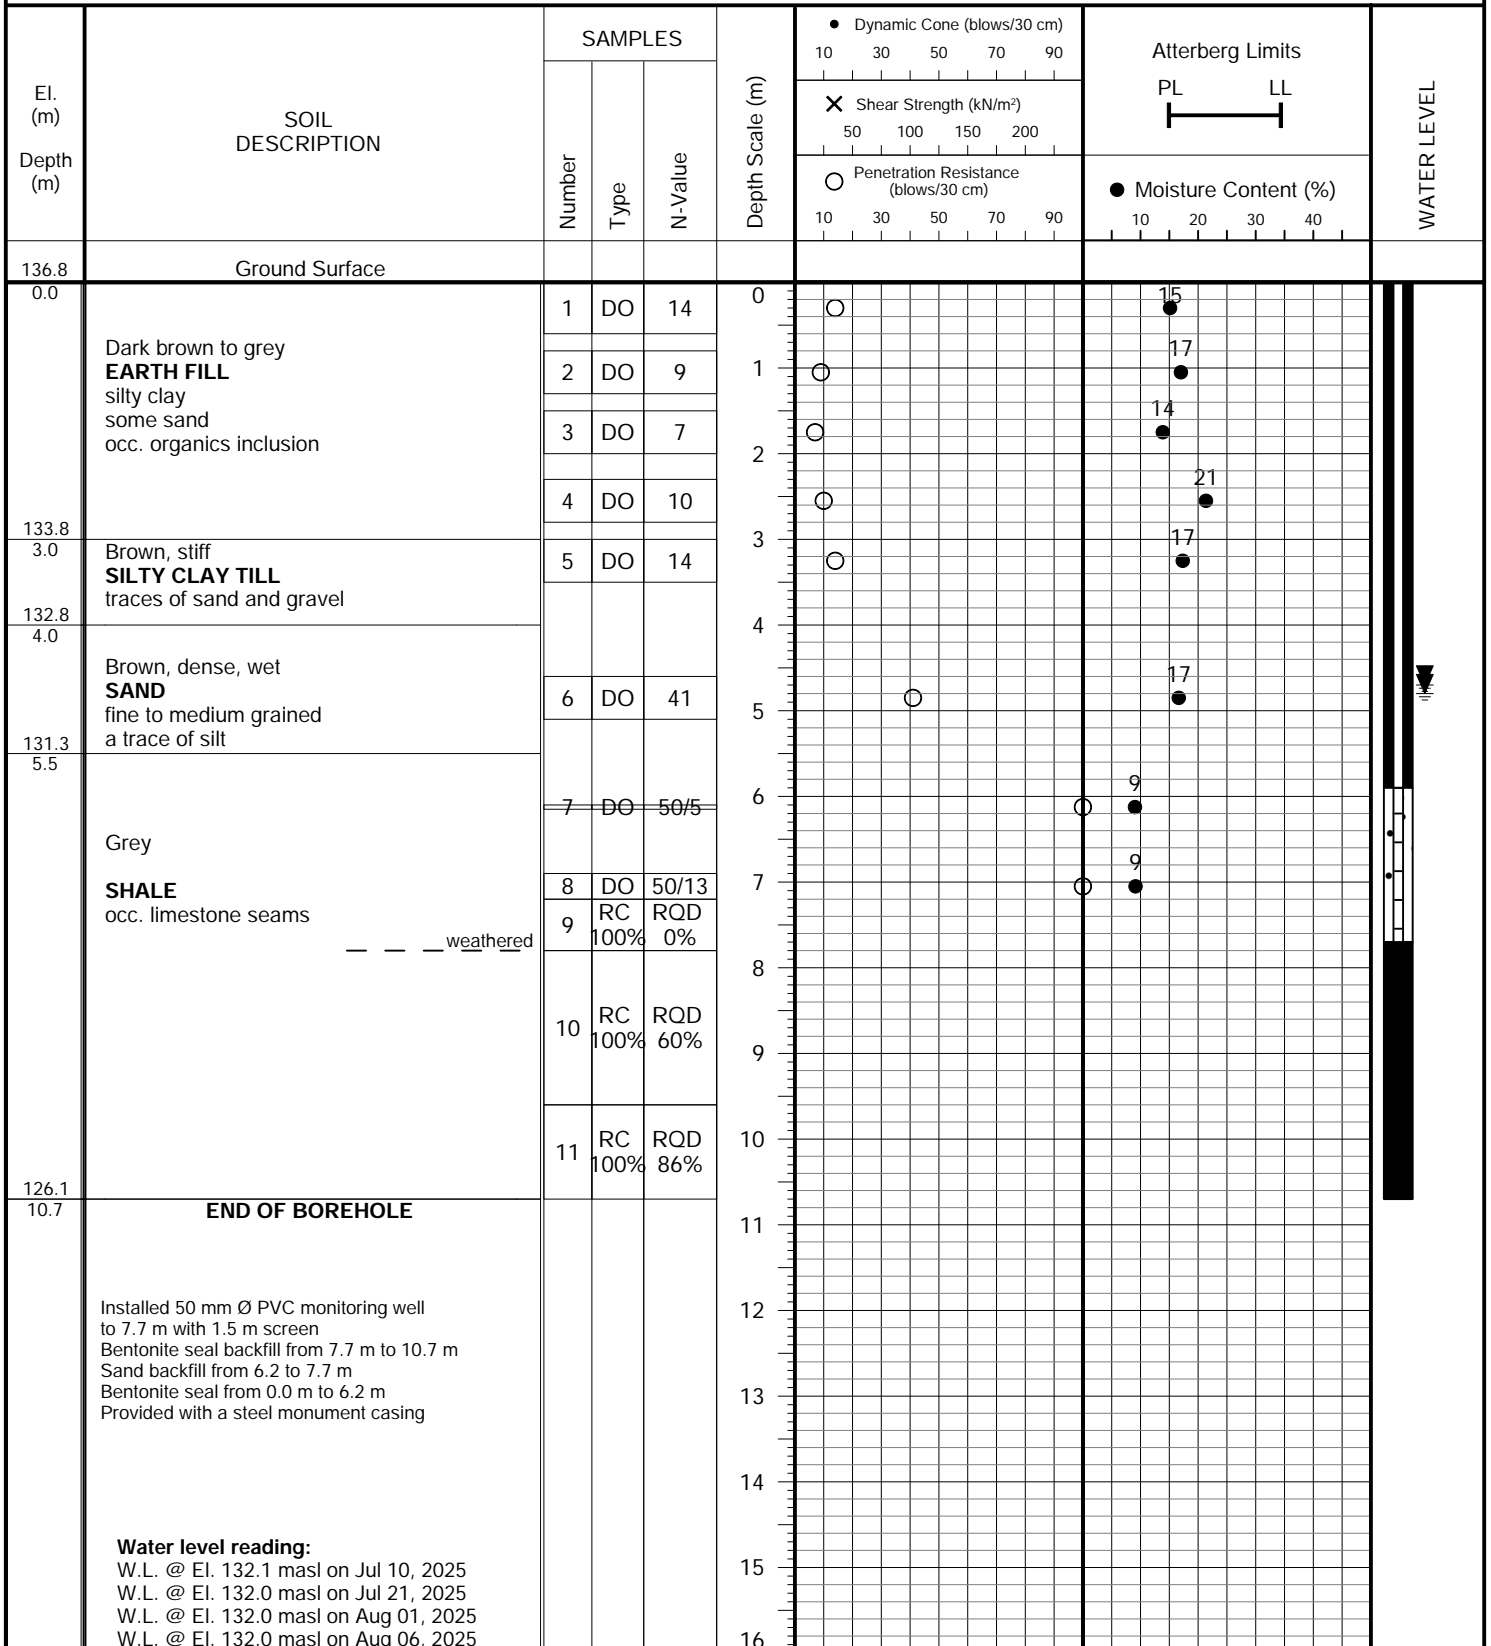 El.
(m)
Depth
(m)
SOIL
DESCRIPTION
SAMPLES
Number
Type
N-Value
Depth Scale (m)
Dynamic Cone (blows/30 cm)
10 30 50 70 90
Shear Strength (kN/m²)
50 100 150 200
Penetration Resistance
(blows/30 cm)
10 30 50 70 90
Atterberg Limits
PL LL
Moisture Content (%)
10 20 30 40
WATER LEVEL
136.8 Ground Surface
0.0
Dark brown to grey
EARTH FILL
silty clay
some sand
occ. organics inclusion
133.8
3.0
Brown, stiff
SILTY CLAY TILL
traces of sand and gravel
132.8
4.0
Brown, dense, wet
SAND
fine to medium grained
a trace of silt
131.3
5.5
Grey
SHALE
occ. limestone seams
weathered
126.1
10.7
END OF BOREHOLE
1 DO 14
2 DO 9
3 DO 7
4 DO 10
5 DO 14
6 DO 41
7 DO 50/5
8 DO 50/13
9 RC 100% RQD 0%
10 RC 100% RQD 60%
11 RC 100% RQD 86%
0
1
2
3
4
5
6
7
8
9
10
11
12
13
14
15
16
15
17
14
21
17
17
9
9
Installed 50 mm Ø PVC monitoring well
to 7.7 m with 1.5 m screen
Bentonite seal backfill from 7.7 m to 10.7 m
Sand backfill from 6.2 to 7.7 m
Bentonite seal from 0.0 m to 6.2 m
Provided with a steel monument casing
Water level reading:
W.L. @ El. 132.1 masl on Jul 10, 2025
W.L. @ El. 132.0 masl on Jul 21, 2025
W.L. @ El. 132.0 masl on Aug 01, 2025
W.L. @ El. 132.0 masl on Aug 06, 2025